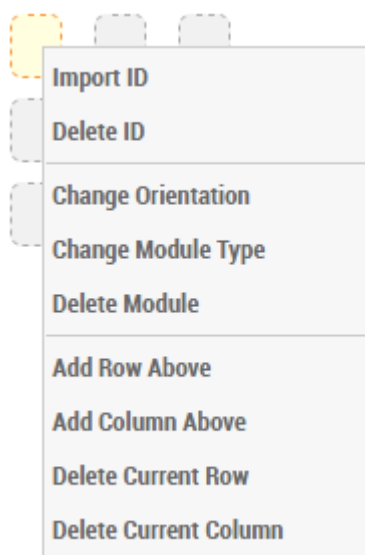 Import ID
Delete ID
Change Orientation
Change Module Type
Delete Module
Add Row Above
Add Column Above
Delete Current Row
Delete Current Column